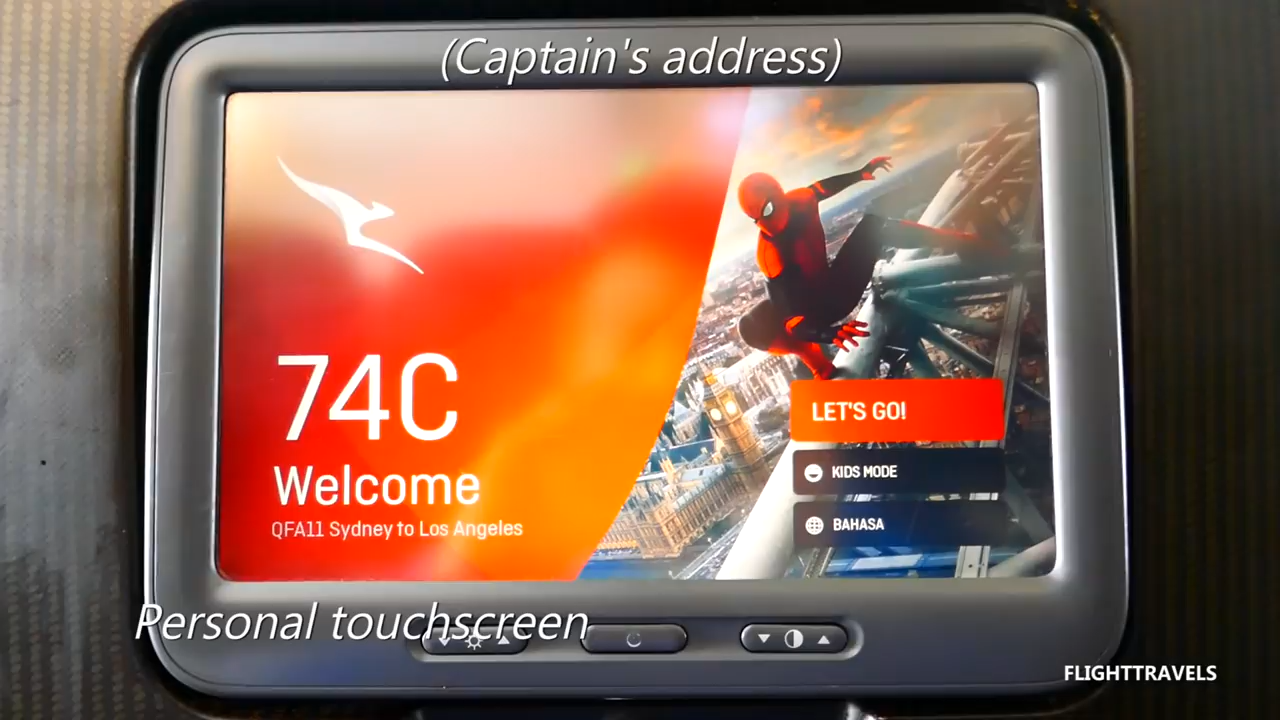 (Captain's address)
74C
Welcome
QFA11 Sydney to Los Angeles
LET'S GO!
KIDS MODE
BAHASA
Personal touchscreen
FLIGHTTRAVELS